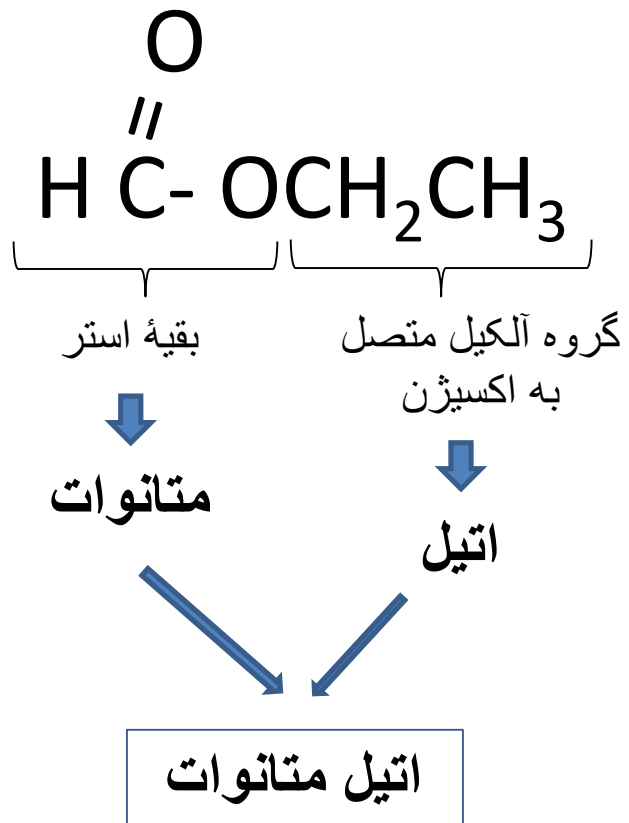 O
//
H C- OCH₂CH₃
گروه آلکیل متصل
به اکسیژن
بقیهٔ استر
اتیل
متانوات
اتیل متانوات